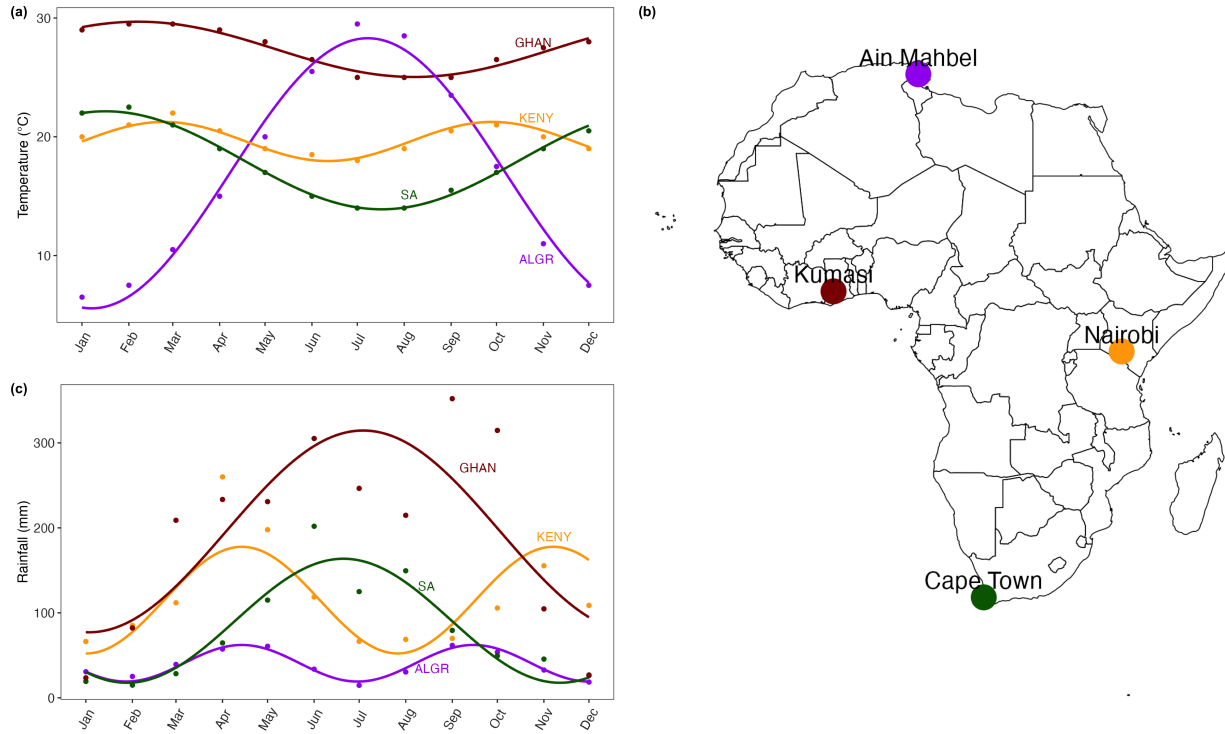 (a)
30
20
10
Temperature (°C)
GHAN
KENY
SA
ALGR
Jan
Feb
Mar
Apr
May
Jun
Jul
Aug
Sep
Oct
Nov
Dec
(b)
Ain Mahbel
Kumasi
Nairobi
Cape Town
(c)
300
200
100
0
Rainfall (mm)
GHAN
KENY
SA
ALGR
Jan
Feb
Mar
Apr
May
Jun
Jul
Aug
Sep
Oct
Nov
Dec